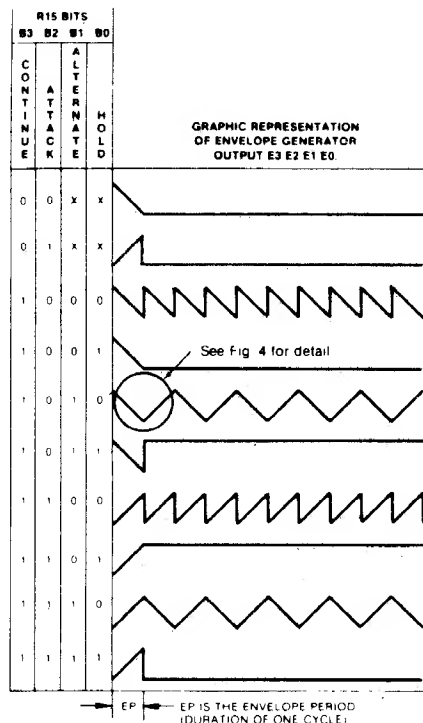 R15 BITS
B3 B2 B1 B0
CONTINUE
ATTACK
ALTERNATE
HOLD
GRAPHIC REPRESENTATION
OF ENVELOPE GENERATOR
OUTPUT E3 E2 E1 E0.
0 0 x x
0 1 x x
1 0 0 0
1 0 0 1
See Fig 4 for detail
1 0 1 0
1 0 1 1
1 1 0 0
1 1 0 1
1 1 1 0
1 1 1 1
EP
EP IS THE ENVELOPE PERIOD
(DURATION OF ONE CYCLE)